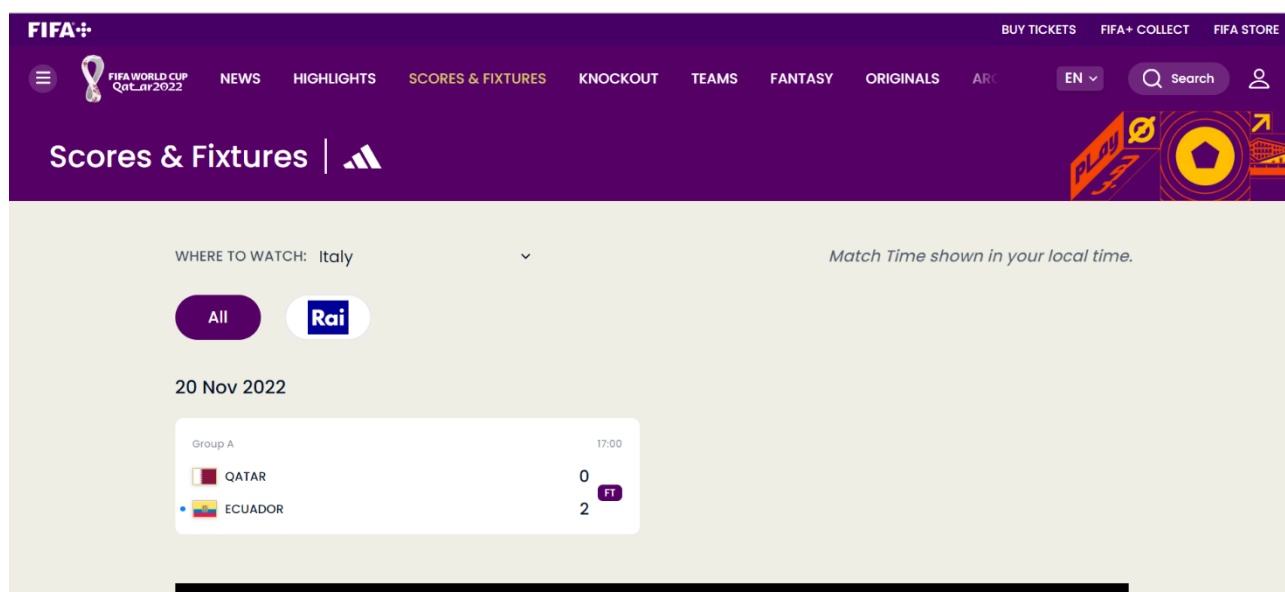 FIFA+ BUY TICKETS FIFA+ COLLECT FIFA STORE
FIFA WORLD CUP
Qatar2022
NEWS HIGHLIGHTS SCORES & FIXTURES KNOCKOUT TEAMS FANTASY ORIGINALS ARC EN Search
Scores & Fixtures
PLAY
WHERE TO WATCH: Italy Match Time shown in your local time.
All Rai
20 Nov 2022
Group A 17:00
QATAR 0
FT
ECUADOR 2